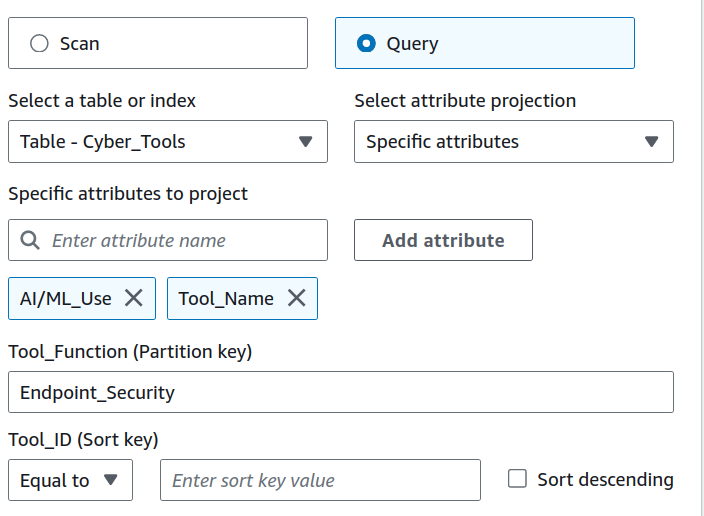 Scan Query
Select a table or index Select attribute projection
Table - Cyber_Tools Specific attributes
Specific attributes to project
Enter attribute name Add attribute
AI/ML_Use Tool_Name
Tool_Function (Partition key)
Endpoint_Security
Tool_ID (Sort key)
Equal to Enter sort key value Sort descending